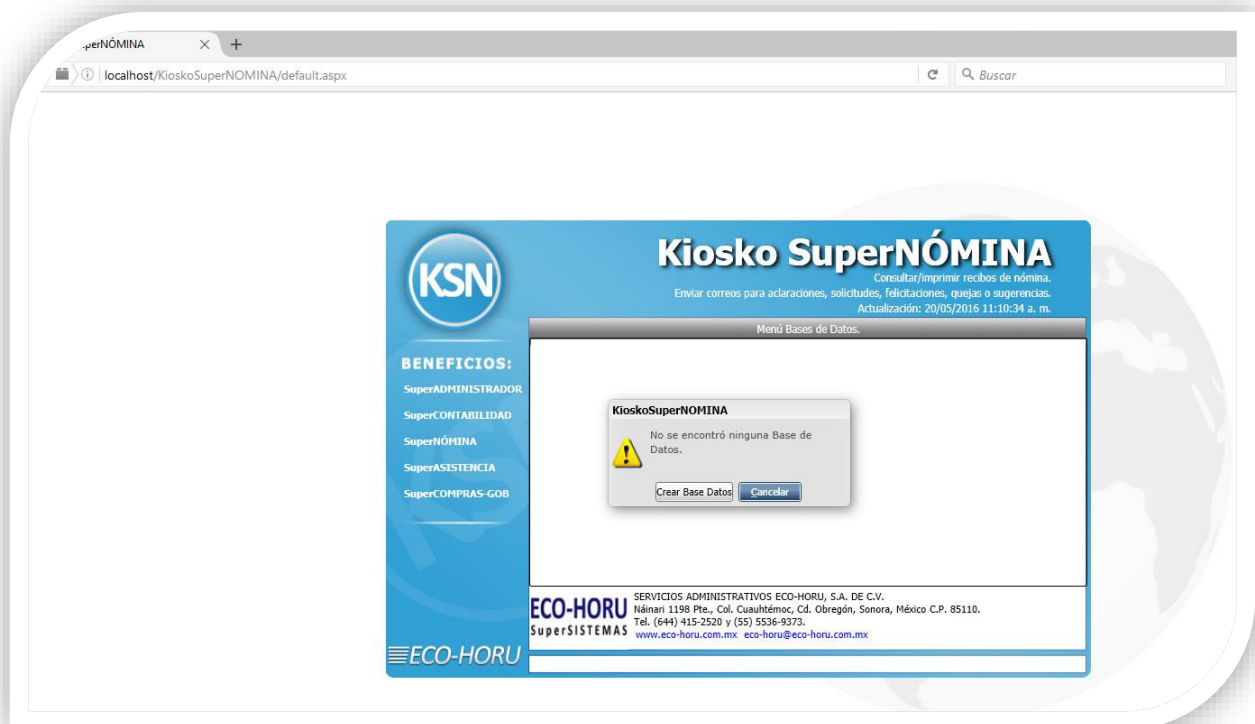 perNÓMINA
localhost/KioskoSuperNOMINA/default.aspx
Buscar
KSN
Kiosko SuperNÓMINA
Consultar/imprimir recibos de nómina.
Enviar correos para aclaraciones, solicitudes, felicitaciones, quejas o sugerencias.
Actualización: 20/05/2016 11:10:34 a. m.
Menú Bases de Datos.
BENEFICIOS:
SuperADMINISTRADOR
SuperCONTABILIDAD
SuperNÓMINA
SuperASISTENCIA
SuperCOMPRAS-GOB
KioskoSuperNOMINA
No se encontró ninguna Base de
Datos.
Crear Base Datos
Cancelar
ECO-HORU
SuperSISTEMAS
SERVICIOS ADMINISTRATIVOS ECO-HORU, S.A. DE C.V.
Náinari 1198 Pte., Col. Cuauhtémoc, Cd. Obregón, Sonora, México C.P. 85110.
Tel. (644) 415-2520 y (55) 5536-9373.
www.eco-horu.com.mx eco-horu@eco-horu.com.mx
ECO-HORU